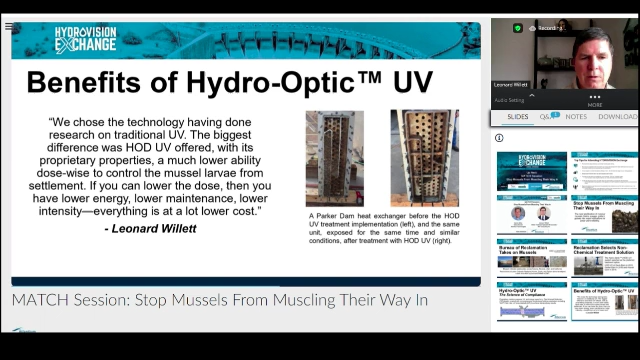 HYDROVISION
EXCHANGE
Benefits of Hydro-Optic™ UV
“We chose the technology having done
research on traditional UV. The biggest
difference was HOD UV offered, with its
proprietary properties, a much lower ability
dose-wise to control the mussel larvae from
settlement. If you can lower the dose, then you
have lower energy, lower maintenance, lower
intensity—everything is at a lot lower cost.”
- Leonard Willett
A Parker Dam heat exchanger before the HOD
UV treatment implementation (left), and the same
unit, exposed for the same time and similar
conditions, after treatment with HOD UV (right).
MATCH Session: Stop Mussels From Muscling Their Way In
Recording
Leonard Willett
Audio Setting
MORE
SLIDES
Q&A
NOTES
DOWNLOAD
Stop Mussels From Muscling
Their Way In
Bureau of Reclamation
Takes on Mussels
Reclamation Selects Non-
Chemical Treatment Solution
Hydro-Optic™ UV
The Science of Compliance
Benefits of Hydro-Optic™ UV